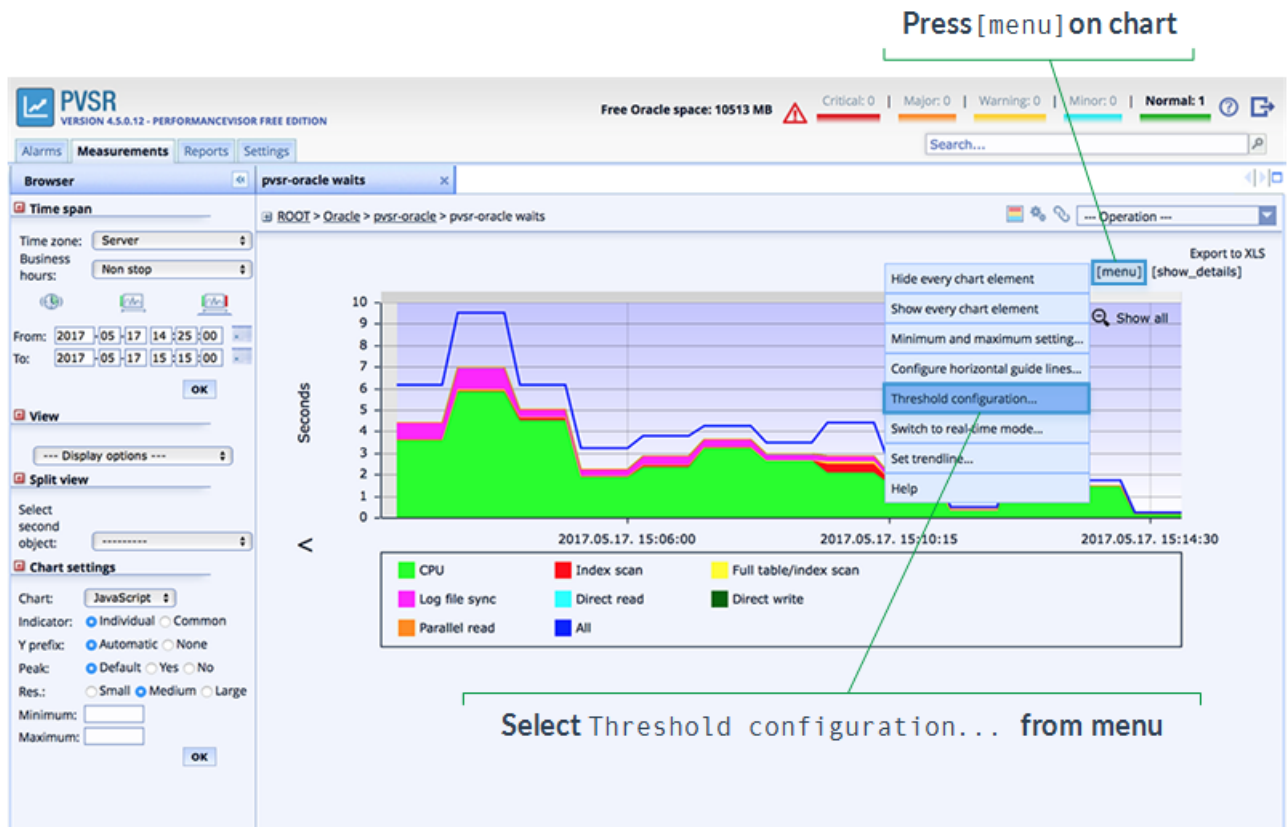 Press [menu] on chart
PVSR
VERSION 4.5.0.12 - PERFORMANCEVISOR FREE EDITION
Free Oracle space: 10513 MB
Critical: 0 | Major: 0 | Warning: 0 | Minor: 0 | Normal: 1
Alarms Measurements Reports Settings
Search...
Browser
pvsr-oracle waits
Time span
ROOT > Oracle > pvsr-oracle > pvsr-oracle waits
--- Operation ---
Time zone: Server
Business hours: Non stop
From: 2017 -05 -17 14 :25 :00
To: 2017 -05 -17 15 :15 :00
OK
View
--- Display options ---
Split view
Select second object: ---------
Chart settings
Chart: JavaScript
Indicator: Individual Common
Y prefix: Automatic None
Peak: Default Yes No
Res.: Small Medium Large
Minimum:
Maximum:
OK
Export to XLS
[menu] [show_details]
Hide every chart element
Show every chart element
Minimum and maximum setting...
Configure horizontal guide lines...
Threshold configuration...
Switch to real-time mode...
Set trendline...
Help
Show all
Seconds
10
9
8
7
6
5
4
3
2
1
0
<
2017.05.17. 15:06:00 2017.05.17. 15:10:15 2017.05.17. 15:14:30
CPU Index scan Full table/index scan
Log file sync Direct read Direct write
Parallel read All
Select Threshold configuration... from menu